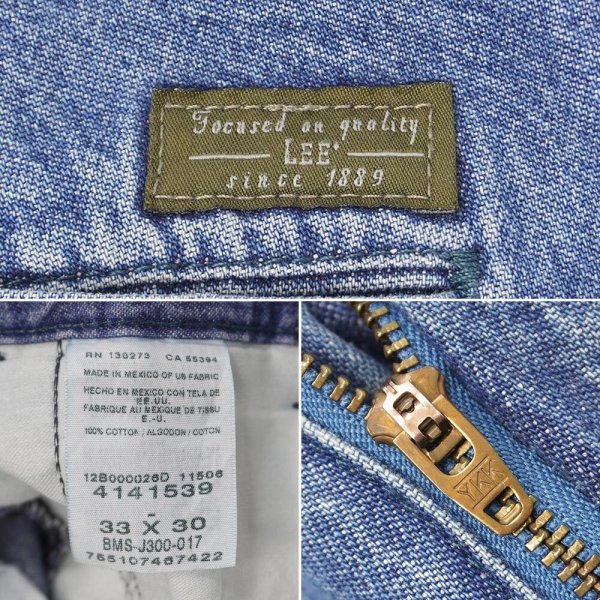 Focused on quality
LEE®
since 1889
RN 130273 CA 55394
MADE IN MEXICO OF US FABRIC
HECHO EN MEXICO CON TELA DE
EE.UU.
FABRIQUE AU MEXIQUE DE TISSU
E.-U.
100% COTTON / ALGODON / COTON
12B000026D 11506
4141539
33 X 30
BMS-J300-017
765107467422
YKK